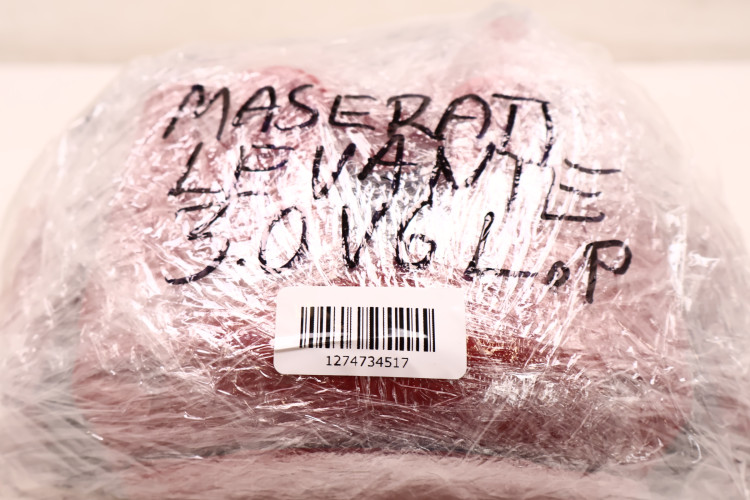 MASERATI
LEVANTE
3.0 V6 L.P
1274734517